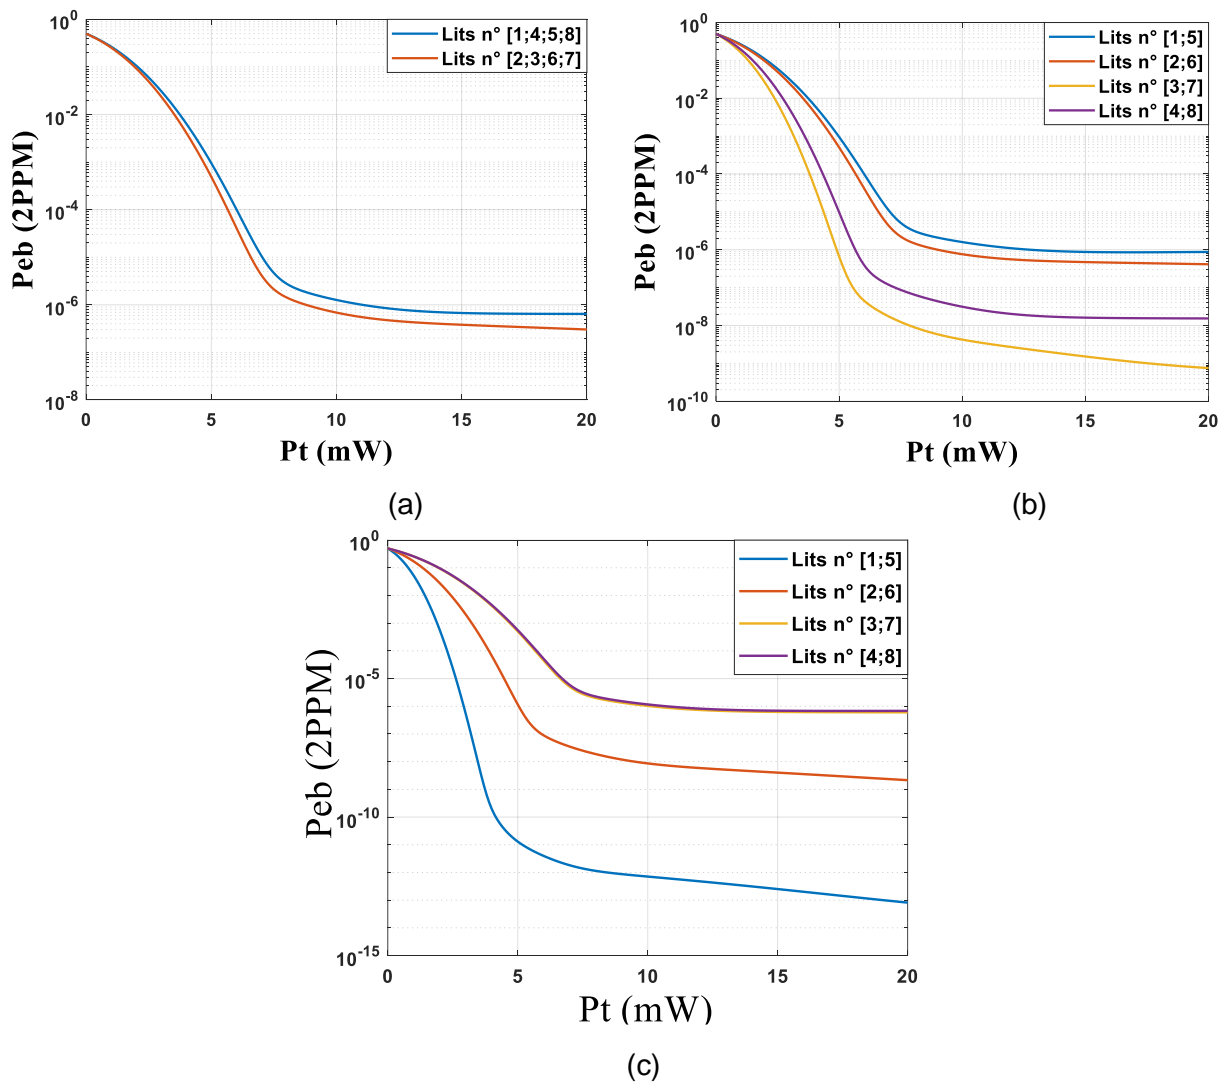 10^0
10^-2
10^-4
10^-6
10^-8
Peb (2PPM)
0 5 10 15 20
Pt (mW)
Lits n° [1;4;5;8]
Lits n° [2;3;6;7]
(a)
10^0
10^-2
10^-4
10^-6
10^-8
10^-10
Peb (2PPM)
0 5 10 15 20
Pt (mW)
Lits n° [1;5]
Lits n° [2;6]
Lits n° [3;7]
Lits n° [4;8]
(b)
10^0
10^-5
10^-10
10^-15
Peb (2PPM)
0 5 10 15 20
Pt (mW)
Lits n° [1;5]
Lits n° [2;6]
Lits n° [3;7]
Lits n° [4;8]
(c)